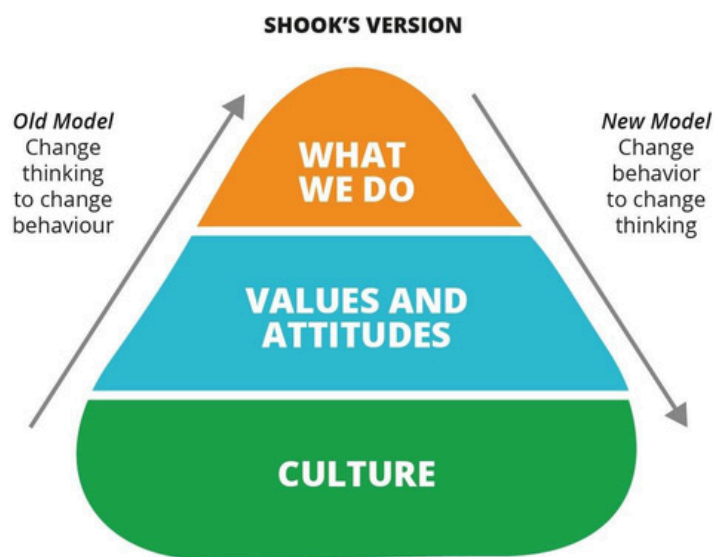 SHOOK'S VERSION
Old Model
Change
thinking
to change
behaviour
New Model
Change
behavior
to change
thinking
WHAT
WE DO
VALUES AND
ATTITUDES
CULTURE